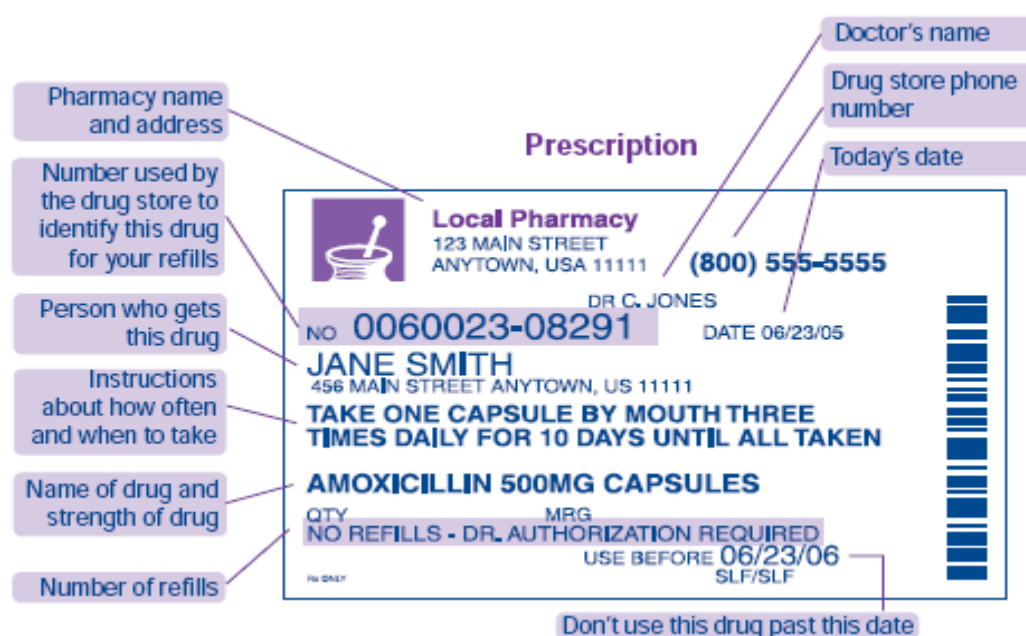 Doctor's name
Drug store phone
number
Today's date
Pharmacy name
and address
Number used by
the drug store to
identify this drug
for your refills
Person who gets
this drug
Instructions
about how often
and when to take
Name of drug and
strength of drug
Number of refills
Prescription
Local Pharmacy
123 MAIN STREET
ANYTOWN, USA 11111
(800) 555-5555
DR C. JONES
NO 0060023-08291
DATE 06/23/05
JANE SMITH
456 MAIN STREET ANYTOWN, US 11111
TAKE ONE CAPSULE BY MOUTH THREE
TIMES DAILY FOR 10 DAYS UNTIL ALL TAKEN
AMOXICILLIN 500MG CAPSULES
QTY MRG
NO REFILLS - DR. AUTHORIZATION REQUIRED
USE BEFORE 06/23/06
SLF/SLF
Rx ONLY
Don't use this drug past this date